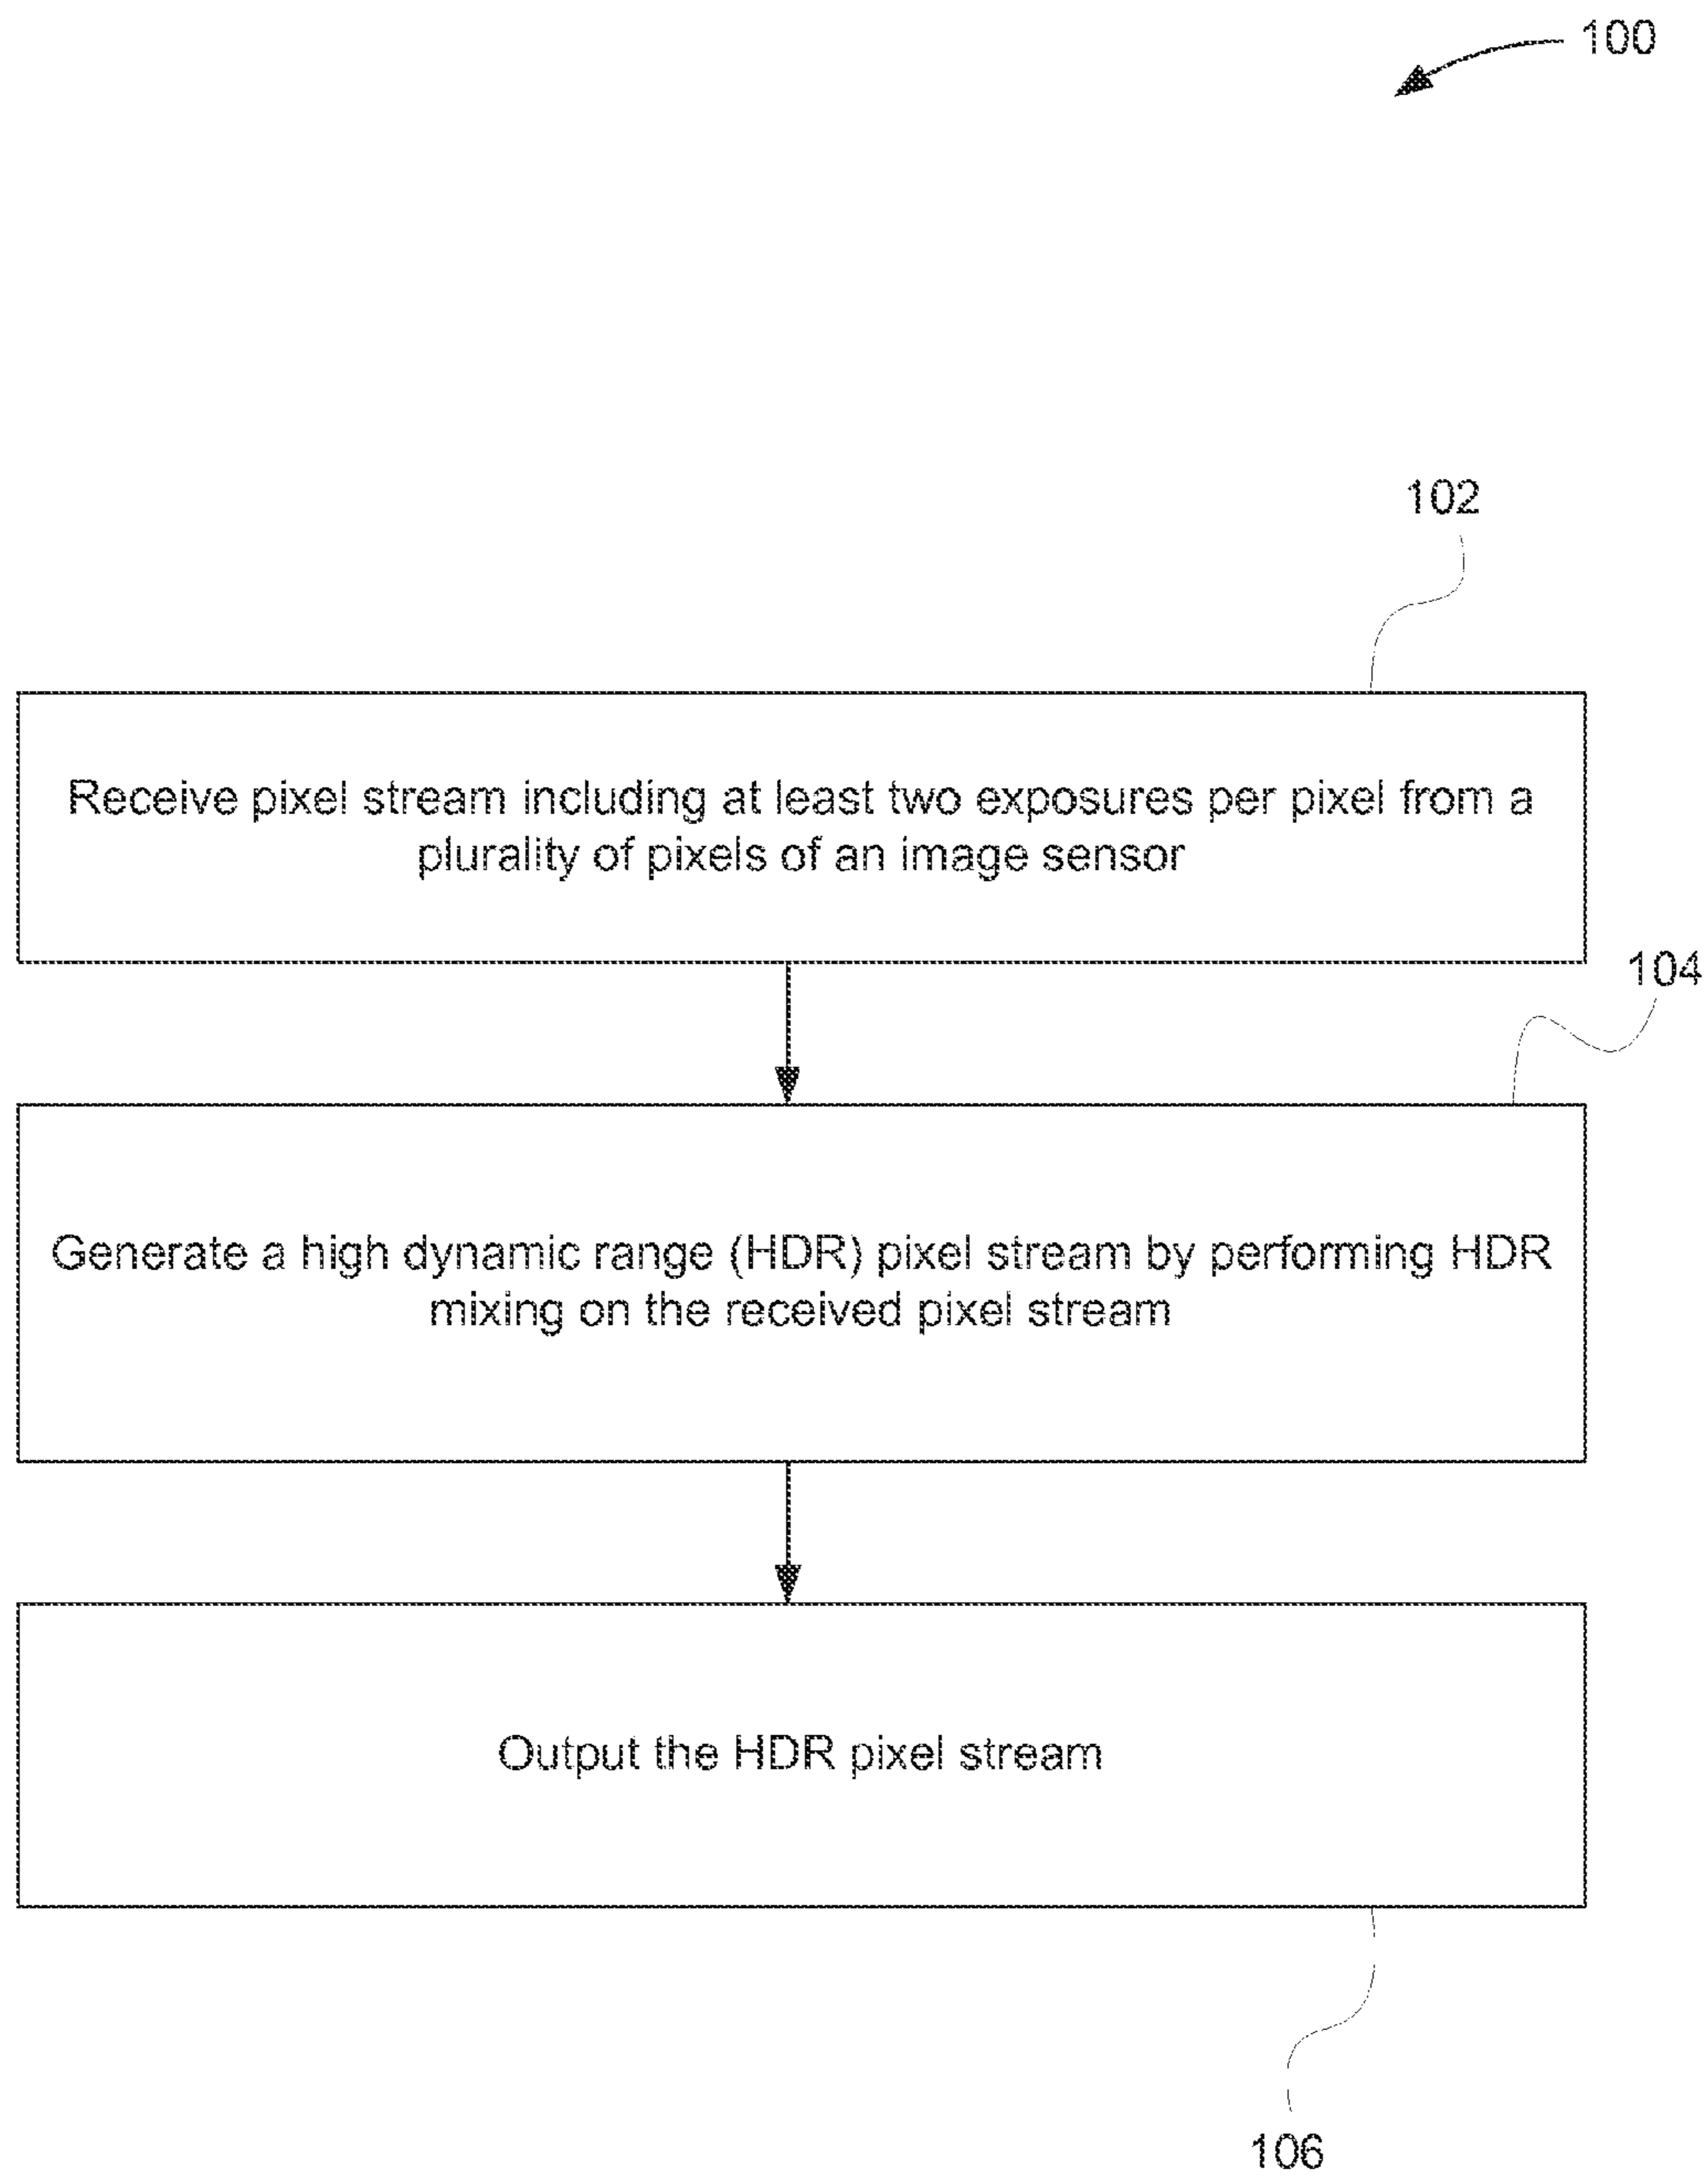 100
102
Receive pixel stream including at least two exposures per pixel from a
plurality of pixels of an image sensor
104
Generate a high dynamic range (HDR) pixel stream by performing HDR
mixing on the received pixel stream
Output the HDR pixel stream
106